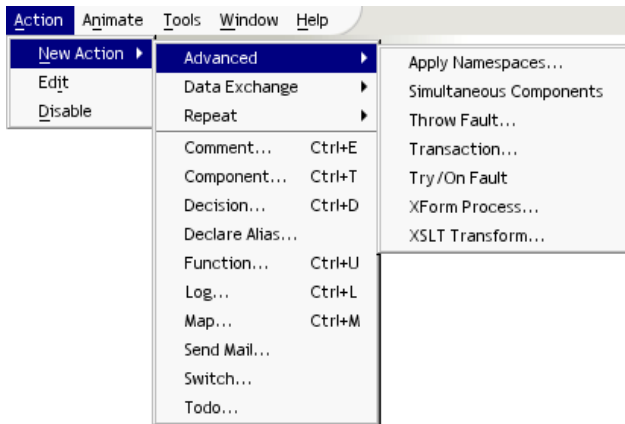 Action Animate Tools Window Help
New Action
Edit
Disable
Advanced
Data Exchange
Repeat
Comment... Ctrl+E
Component... Ctrl+T
Decision... Ctrl+D
Declare Alias...
Function... Ctrl+U
Log... Ctrl+L
Map... Ctrl+M
Send Mail...
Switch...
Todo...
Apply Namespaces...
Simultaneous Components
Throw Fault...
Transaction...
Try/On Fault
XForm Process...
XSLT Transform...